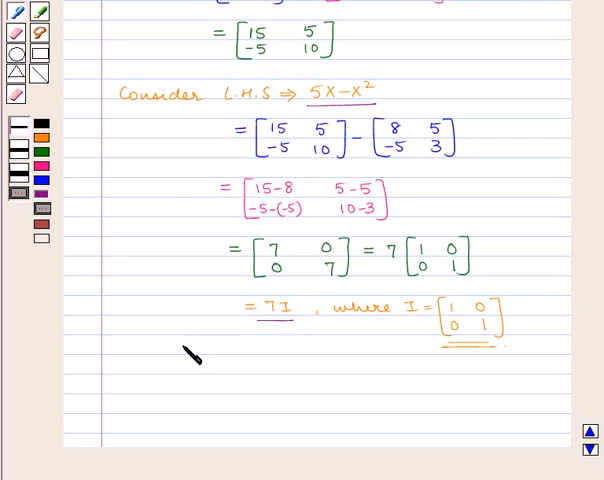 = [15 5
-5 10]
Consider L.H.S ⇒ 5X-X²
= [15 5
-5 10] - [8 5
-5 3]
= [15-8 5-5
-5-(-5) 10-3]
= [7 0
0 7] = 7 [1 0
0 1]
= 7I , where I = [1 0
0 1]